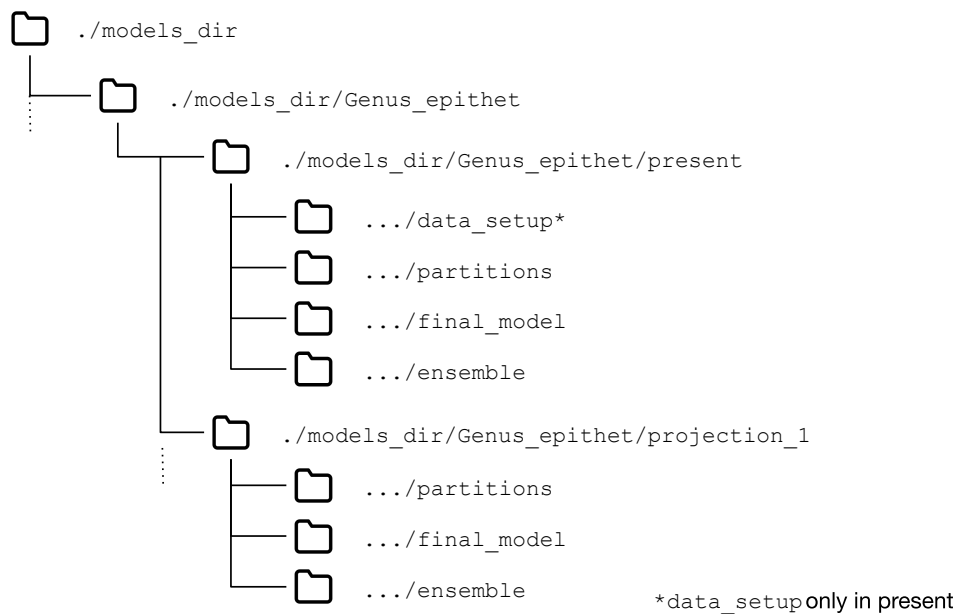 ./models_dir
./models_dir/Genus_epithet
./models_dir/Genus_epithet/present
.../data_setup*
.../partitions
.../final_model
.../ensemble
./models_dir/Genus_epithet/projection_1
.../partitions
.../final_model
.../ensemble
*data_setup only in present